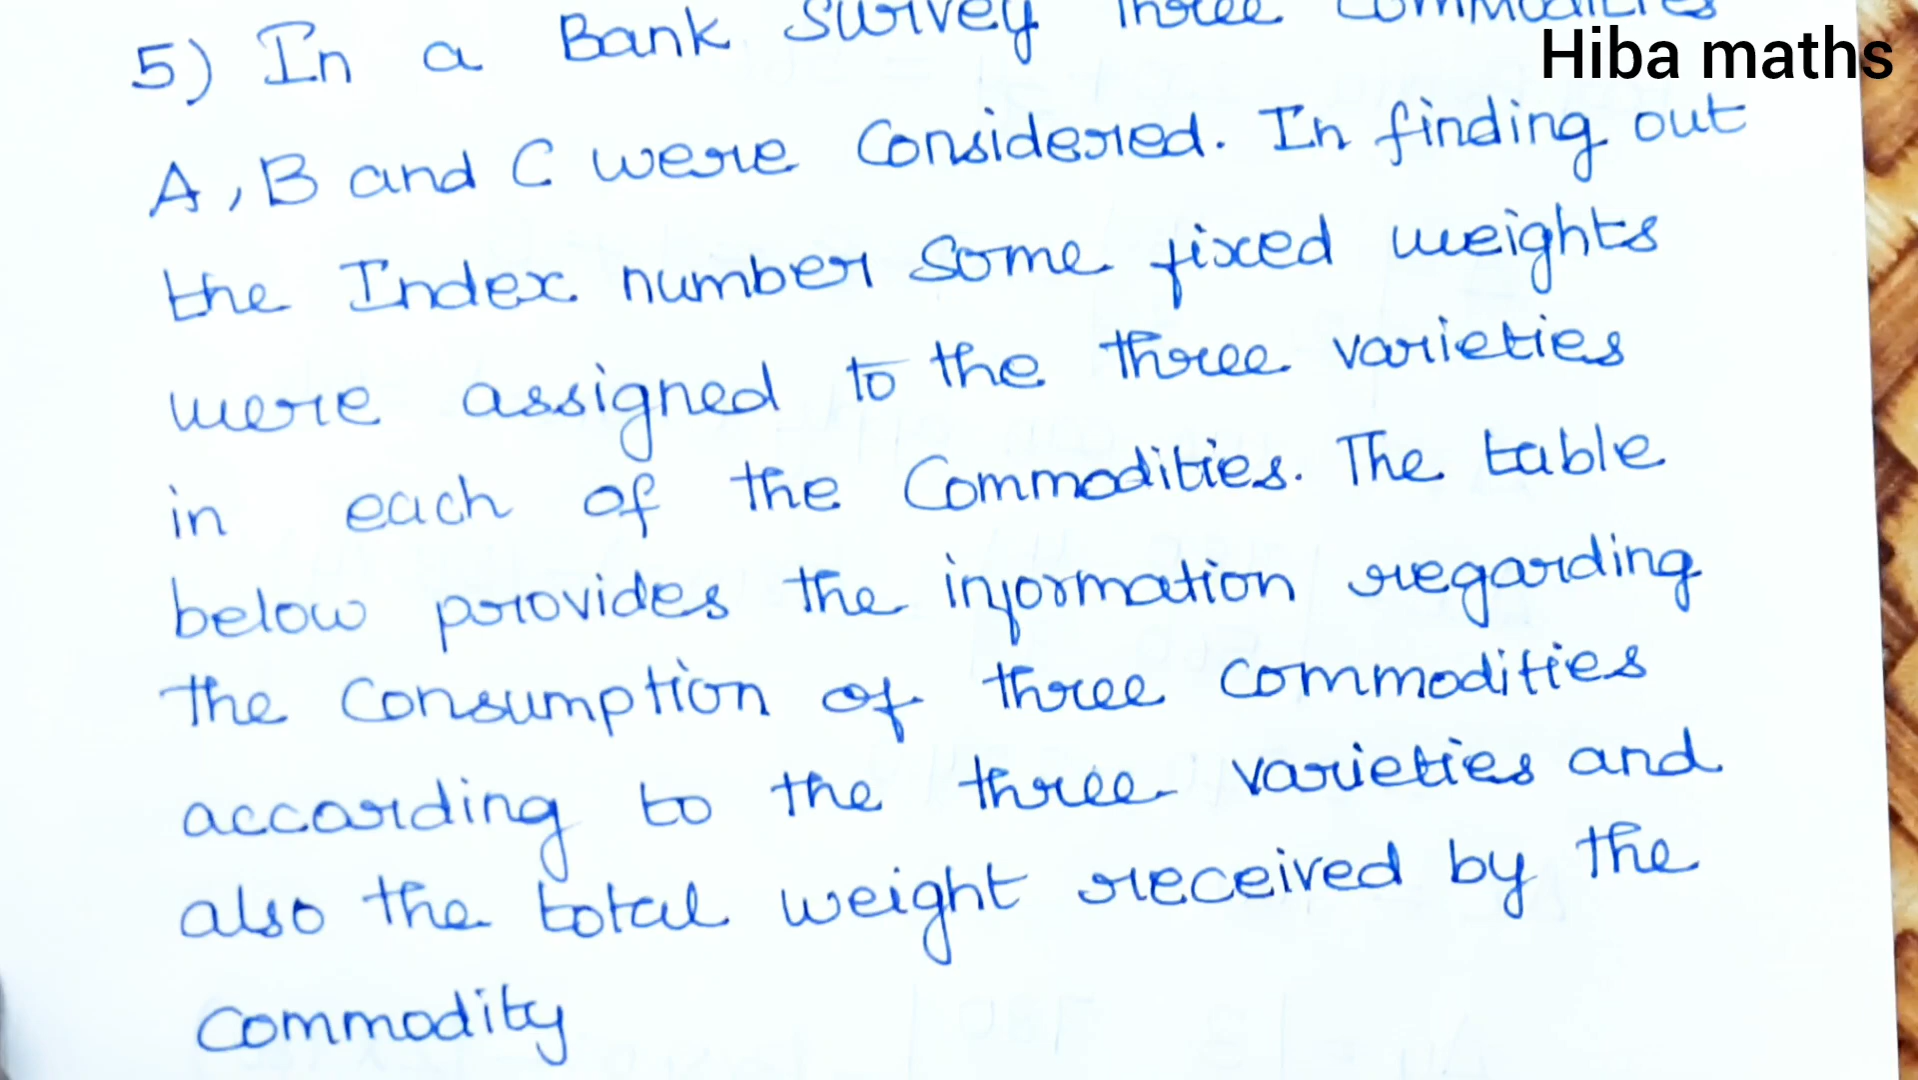 5) In a Bank Survey three commodities
Hiba maths
A, B and C were Considered. In finding out
the Index number Some fixed weights
were assigned to the three varieties
in each of the Commodities. The table
below provides the information regarding
the Consumption of three commodities
according to the three varieties and
also the total weight received by the
Commodity